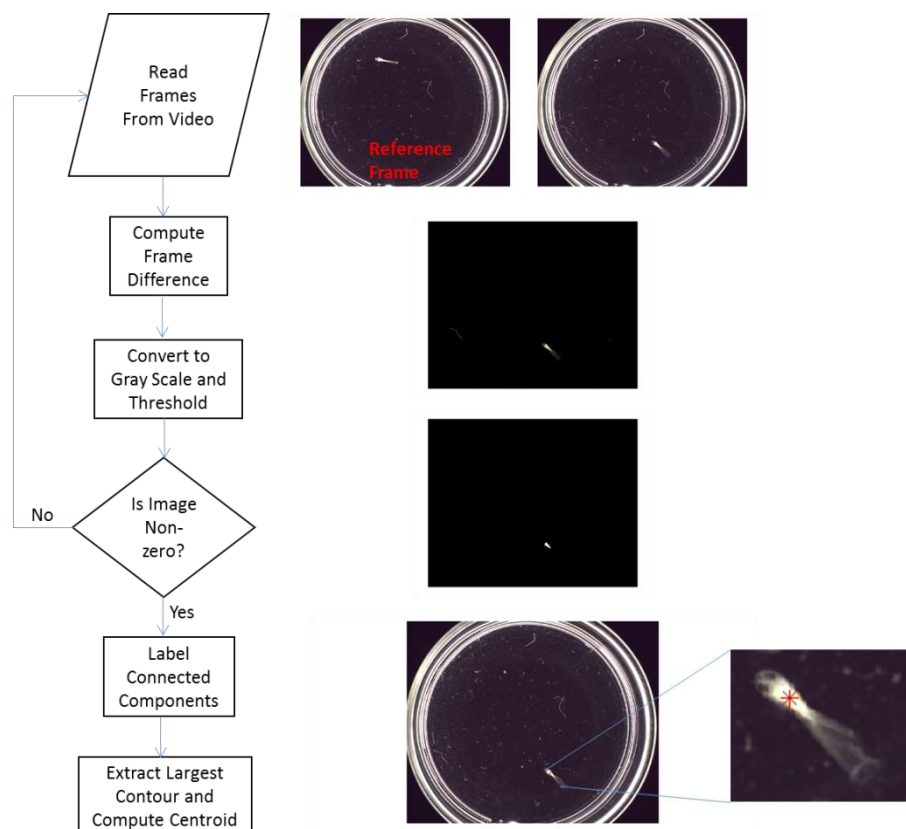 Read
Frames
From Video
Reference
Frame
Compute
Frame
Difference
Convert to
Gray Scale and
Threshold
No
Is Image
Non-
zero?
Yes
Label
Connected
Components
Extract Largest
Contour and
Compute Centroid